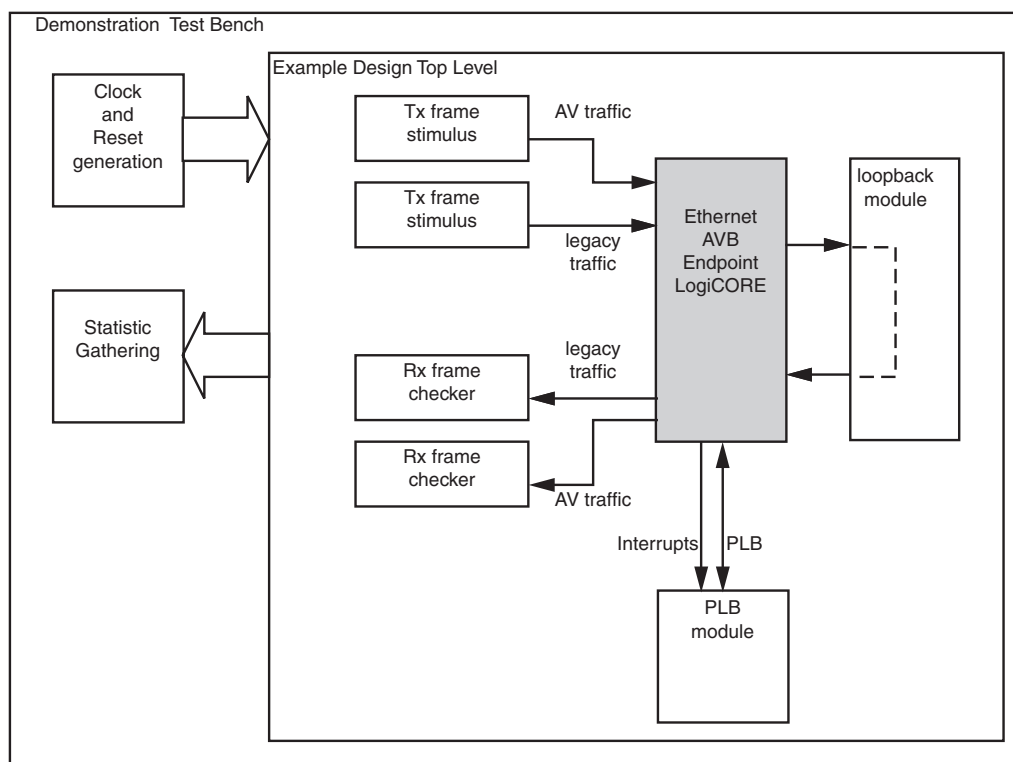 Demonstration Test Bench
Example Design Top Level
Clock
and
Reset
generation
Tx frame
stimulus
AV traffic
Tx frame
stimulus
legacy
traffic
Ethernet
AVB
Endpoint
LogiCORE
loopback
module
Statistic
Gathering
legacy
traffic
Rx frame
checker
Rx frame
checker
AV traffic
Interrupts
PLB
PLB
module